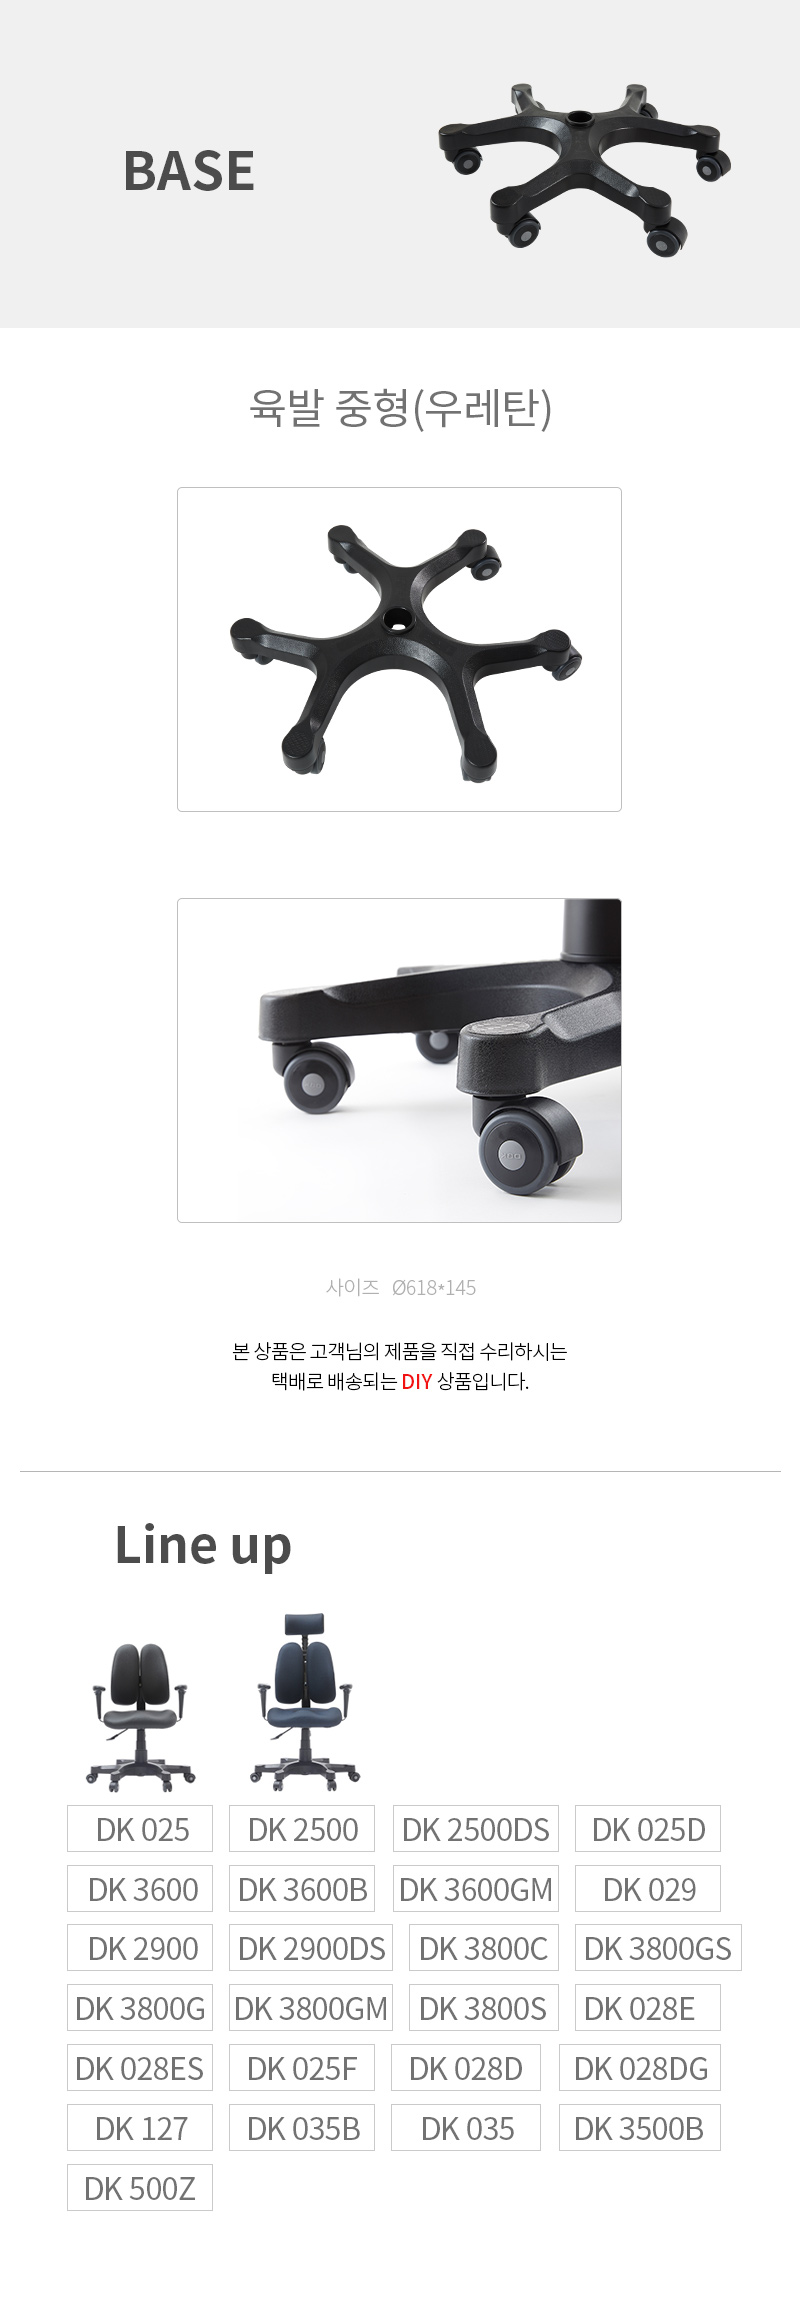 BASE
육발 중형(우레탄)
사이즈 Ø618*145
본 상품은 고객님의 제품을 직접 수리하시는
택배로 배송되는 DIY 상품입니다.
Line up
DK 025 DK 2500 DK 2500DS DK 025D
DK 3600 DK 3600B DK 3600GM DK 029
DK 2900 DK 2900DS DK 3800C DK 3800GS
DK 3800G DK 3800GM DK 3800S DK 028E
DK 028ES DK 025F DK 028D DK 028DG
DK 127 DK 035B DK 035 DK 3500B
DK 500Z